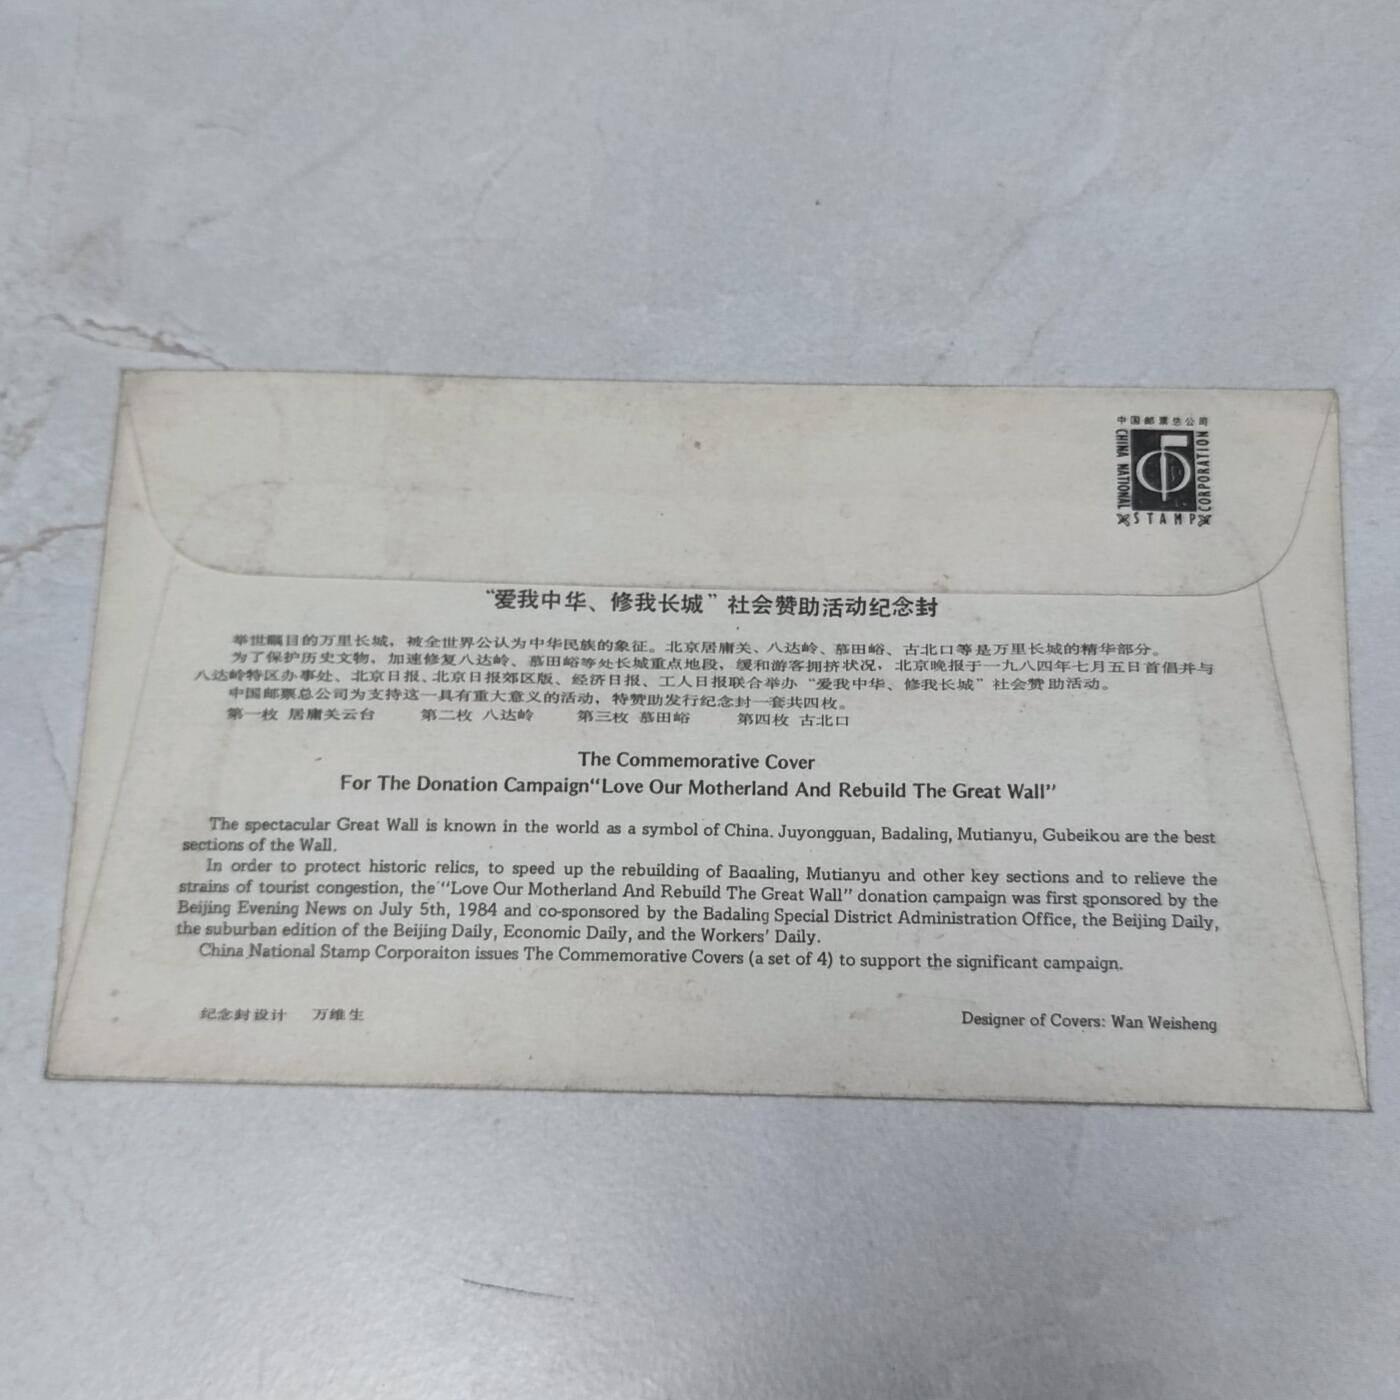 中国邮票总公司
CHINA NATIONAL
STAMP
CORPORATION
“爱我中华、修我长城”社会赞助活动纪念封
举世瞩目的万里长城，被全世界公认为中华民族的象征。北京居庸关、八达岭、慕田峪、古北口等是万里长城的精华部分。
为了保护历史文物，加速修复八达岭、慕田峪等处长城重点地段，缓和游客拥挤状况，北京晚报于一九八四年七月五日首倡并与
八达岭特区办事处、北京日报、北京日报郊区版、经济日报、工人日报联合举办“爱我中华、修我长城”社会赞助活动。
中国邮票总公司为支持这一具有重大意义的活动，特赞助发行纪念封一套共四枚。
第一枚 居庸关云台 第二枚 八达岭 第三枚 慕田峪 第四枚 古北口
The Commemorative Cover
For The Donation Campaign“Love Our Motherland And Rebuild The Great Wall”
The spectacular Great Wall is known in the world as a symbol of China. Juyongguan, Badaling, Mutianyu, Gubeikou are the best
sections of the Wall.
In order to protect historic relics, to speed up the rebuilding of Badaling, Mutianyu and other key sections and to relieve the
strains of tourist congestion, the “Love Our Motherland And Rebuild The Great Wall” donation campaign was first sponsored by the
Beijing Evening News on July 5th, 1984 and co-sponsored by the Badaling Special District Administration Office, the Beijing Daily,
the suburban edition of the Beijing Daily, Economic Daily, and the Workers’ Daily.
China National Stamp Corporaiton issues The Commemorative Covers (a set of 4) to support the significant campaign.
纪念封设计 万维生
Designer of Covers: Wan Weisheng